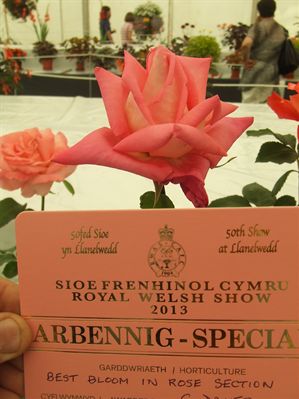 50fed Sioe
yn Llanelwedd
50th Show
at Llanelwedd
SIOE FRENHINOL CYMRU
ROYAL WELSH SHOW
2013
ARBENNIG - SPECIA
GARDDWRIAETH / HORTICULTURE
BEST BLOOM IN ROSE SECTION